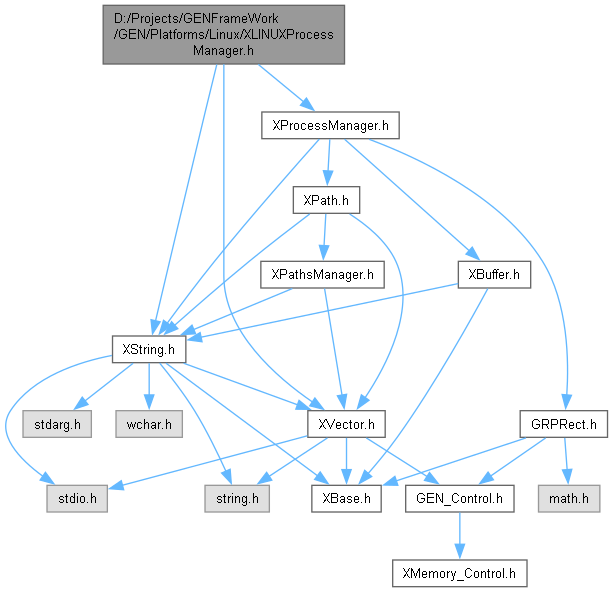 D:/Projects/GENFrameWork
/GEN/Platforms/Linux/XLINUXProcess
Manager.h
XProcessManager.h
XPath.h
XPathsManager.h
XBuffer.h
XString.h
stdarg.h
wchar.h
XVector.h
GRPRect.h
stdio.h
string.h
XBase.h
GEN_Control.h
math.h
XMemory_Control.h